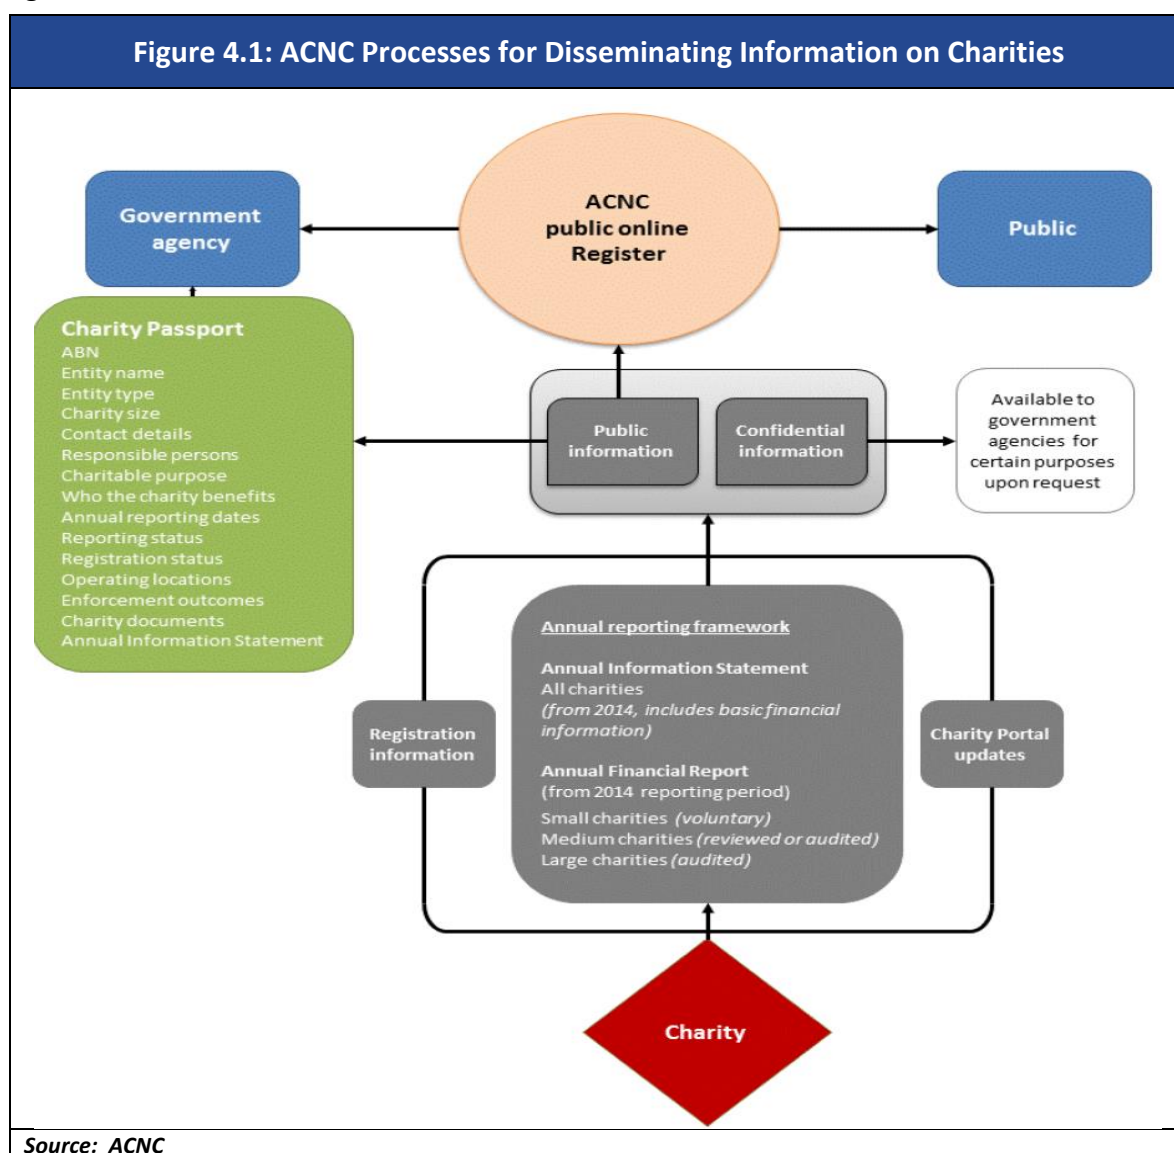 Figure 4.1: ACNC Processes for Disseminating Information on Charities
ACNC
public online
Register
Government
agency
Public
Charity Passport
ABN
Entity name
Entity type
Charity size
Contact details
Responsible persons
Charitable purpose
Who the charity benefits
Annual reporting dates
Reporting status
Registration status
Operating locations
Enforcement outcomes
Charity documents
Annual Information Statement
Public
information
Confidential
information
Available to
government
agencies for
certain purposes
upon request
Annual reporting framework
Annual Information Statement
All charities
(from 2014, includes basic financial
information)
Annual Financial Report
(from 2014 reporting period)
Small charities (voluntary)
Medium charities (reviewed or audited)
Large charities (audited)
Registration
information
Charity Portal
updates
Charity
Source: ACNC